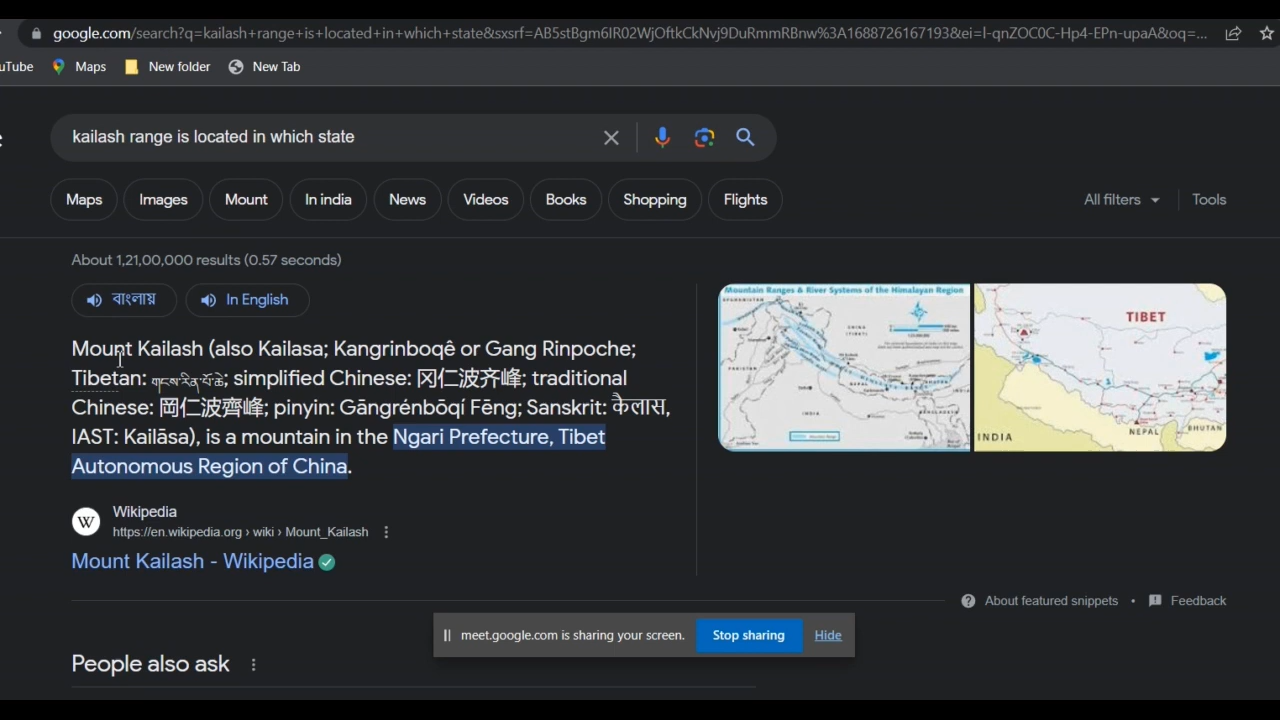 google.com/search?q=kailash+range+is+located+in+which+state&sxsrf=AB5stBgm6IR02WjOftkCkNvj9DuRmmRBnw%3A1688726167193&ei=l-qnZOC0C-Hp4-EPn-upaA&oq=...
uTube Maps New folder New Tab
kailash range is located in which state
Maps Images Mount In india News Videos Books Shopping Flights All filters Tools
About 1,21,00,000 results (0.57 seconds)
বাংলায় In English
Mount Kailash (also Kailasa; Kangrinboqê or Gang Rinpoche;
Tibetan: གངས་རིན་པོ་ཆེ; simplified Chinese: 冈仁波齐峰; traditional
Chinese: 岡仁波齊峰; pinyin: Gāngrénbōqí Fēng; Sanskrit: कैलास,
IAST: Kailāsa), is a mountain in the Ngari Prefecture, Tibet
Autonomous Region of China.
Mountain Ranges & River Systems of the Himalayan Region
AFGHANISTAN
CHINA
(TIBET)
PAKISTAN
NEPAL
INDIA
TIBET
INDIA
NEPAL
BHUTAN
W
Wikipedia
https://en.wikipedia.org › wiki › Mount_Kailash
Mount Kailash - Wikipedia
About featured snippets • Feedback
meet.google.com is sharing your screen. Stop sharing Hide
People also ask